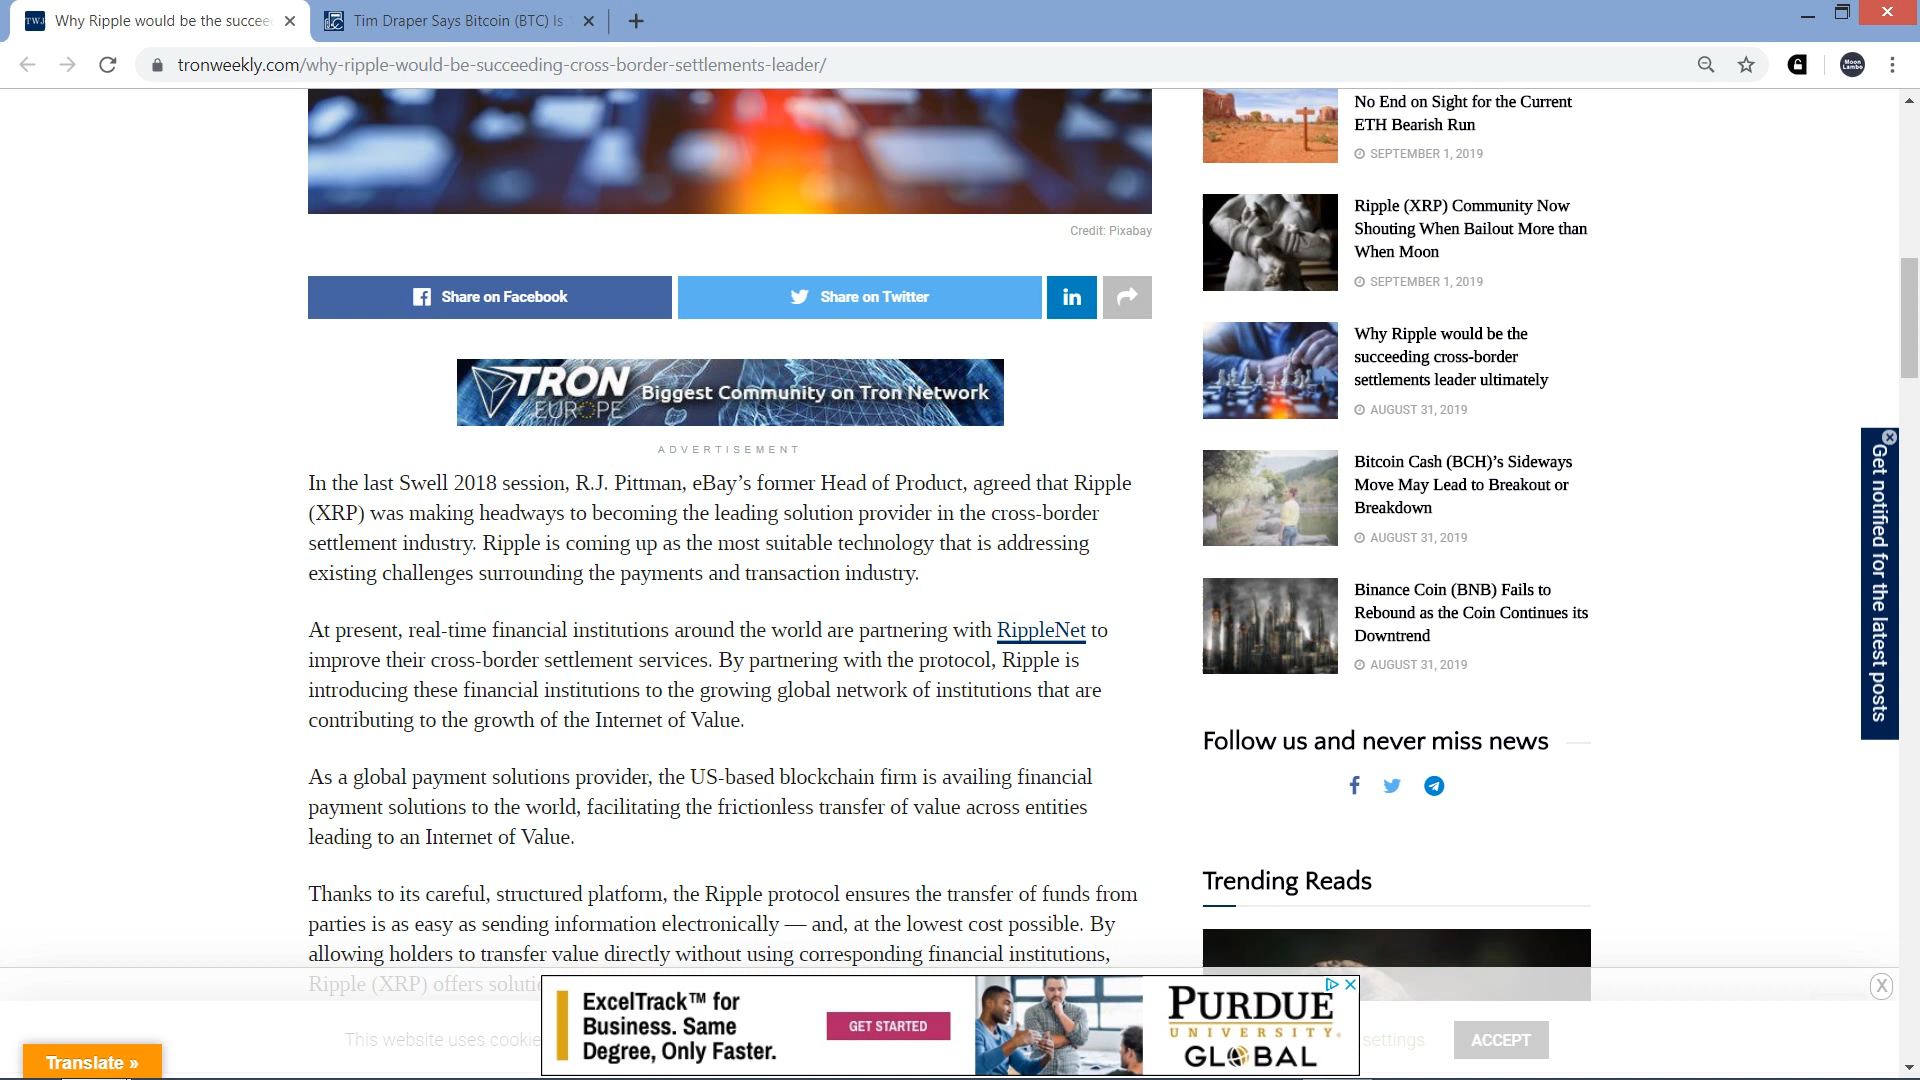 TWJ Why Ripple would be the succee
Tim Draper Says Bitcoin (BTC) Is
tronweekly.com/why-ripple-would-be-succeeding-cross-border-settlements-leader/
Moon Lambo
Credit: Pixabay
Share on Facebook
Share on Twitter
in
TRON
EUROPE
Biggest Community on Tron Network
ADVERTISEMENT
In the last Swell 2018 session, R.J. Pittman, eBay’s former Head of Product, agreed that Ripple
(XRP) was making headways to becoming the leading solution provider in the cross-border
settlement industry. Ripple is coming up as the most suitable technology that is addressing
existing challenges surrounding the payments and transaction industry.
At present, real-time financial institutions around the world are partnering with RippleNet to
improve their cross-border settlement services. By partnering with the protocol, Ripple is
introducing these financial institutions to the growing global network of institutions that are
contributing to the growth of the Internet of Value.
As a global payment solutions provider, the US-based blockchain firm is availing financial
payment solutions to the world, facilitating the frictionless transfer of value across entities
leading to an Internet of Value.
Thanks to its careful, structured platform, the Ripple protocol ensures the transfer of funds from
parties is as easy as sending information electronically — and, at the lowest cost possible. By
allowing holders to transfer value directly without using corresponding financial institutions,
Ripple (XRP) offers soluti
No End on Sight for the Current
ETH Bearish Run
SEPTEMBER 1, 2019
Ripple (XRP) Community Now
Shouting When Bailout More than
When Moon
SEPTEMBER 1, 2019
Why Ripple would be the
succeeding cross-border
settlements leader ultimately
AUGUST 31, 2019
Bitcoin Cash (BCH)’s Sideways
Move May Lead to Breakout or
Breakdown
AUGUST 31, 2019
Binance Coin (BNB) Fails to
Rebound as the Coin Continues its
Downtrend
AUGUST 31, 2019
Follow us and never miss news
Trending Reads
Get notified for the latest posts
This website uses cookie
settings
ACCEPT
ExcelTrack™ for
Business. Same
Degree, Only Faster.
GET STARTED
PURDUE
UNIVERSITY.
GLOBAL
Translate »